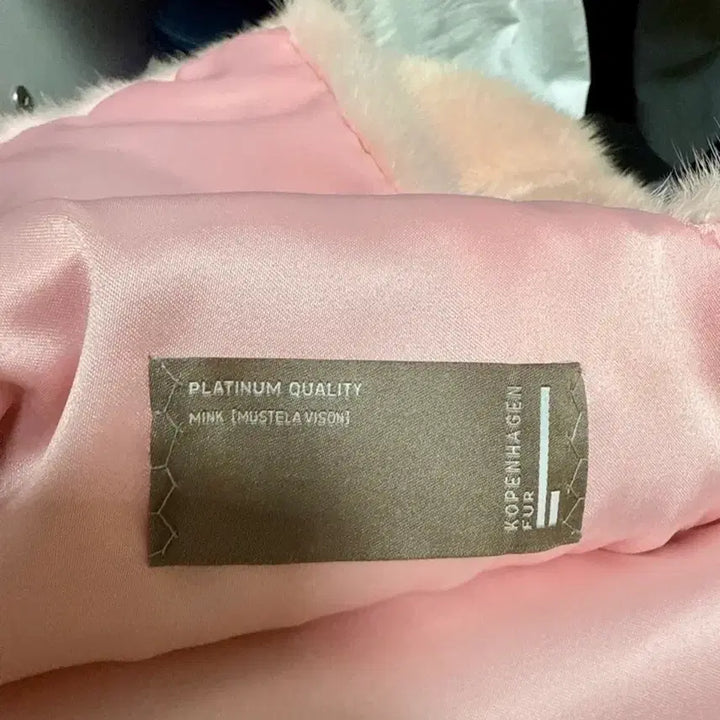 PLATINUM QUALITY
MINK [MUSTELA VISON]
KOPENHAGEN
FUR